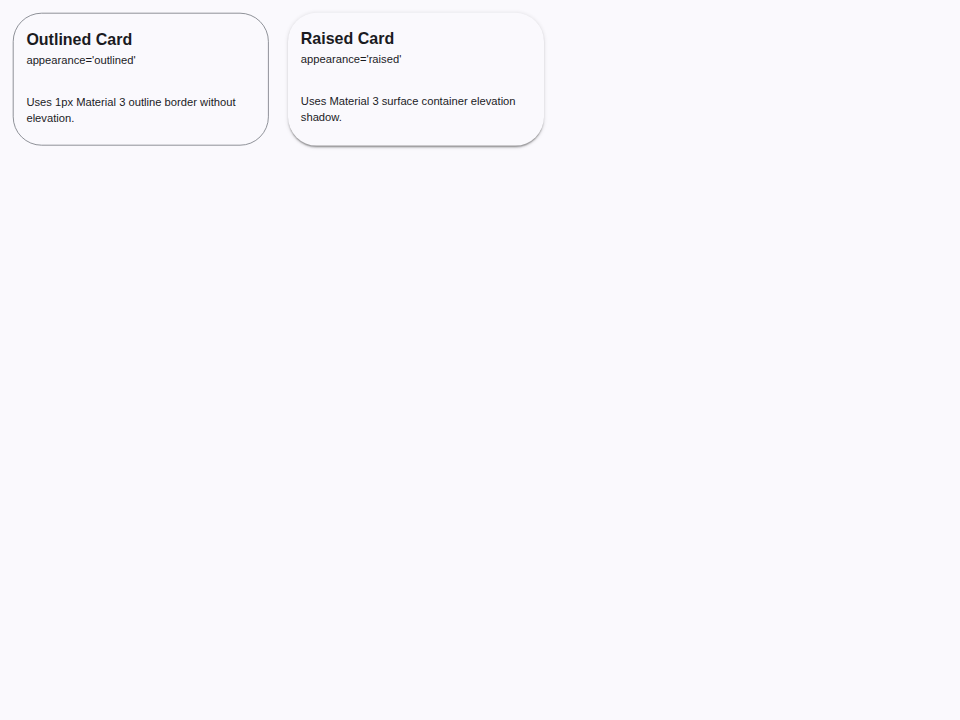 Outlined Card
appearance='outlined'
Uses 1px Material 3 outline border without
elevation.
Raised Card
appearance='raised'
Uses Material 3 surface container elevation
shadow.